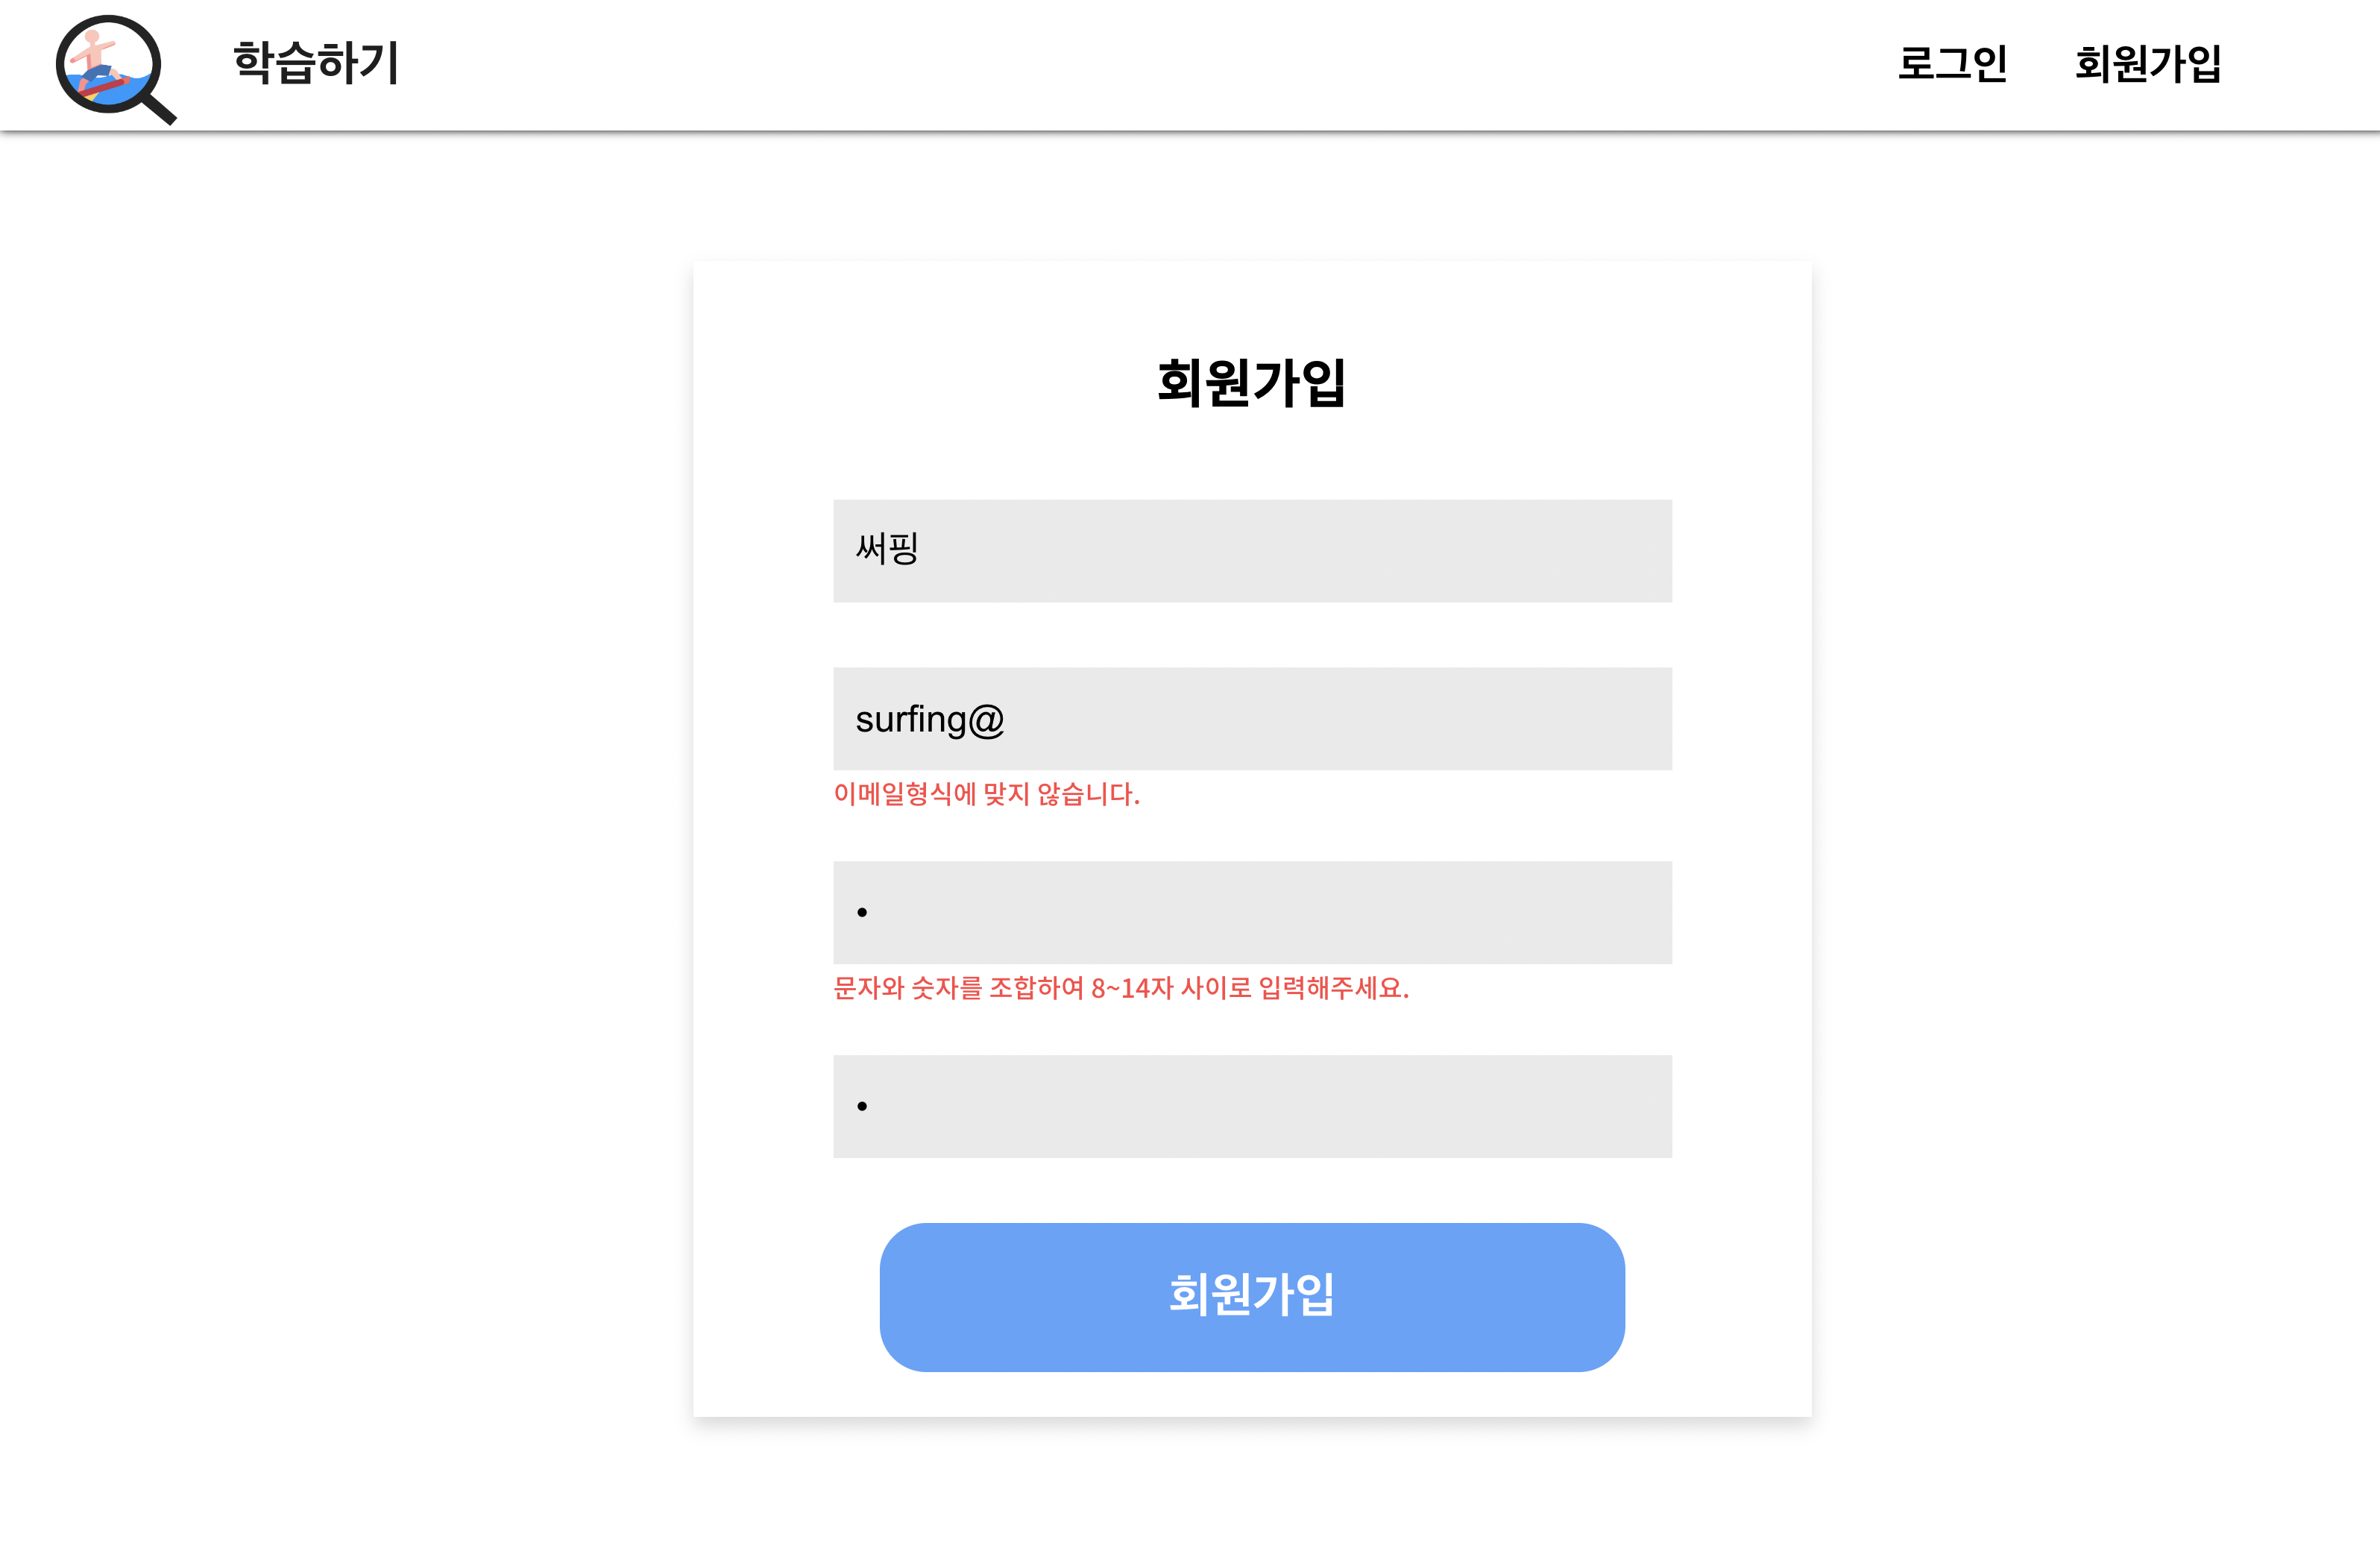 학습하기
로그인
회원가입
회원가입
써핑
surfing@
이메일형식에 맞지 않습니다.
•
문자와 숫자를 조합하여 8~14자 사이로 입력해주세요.
•
회원가입